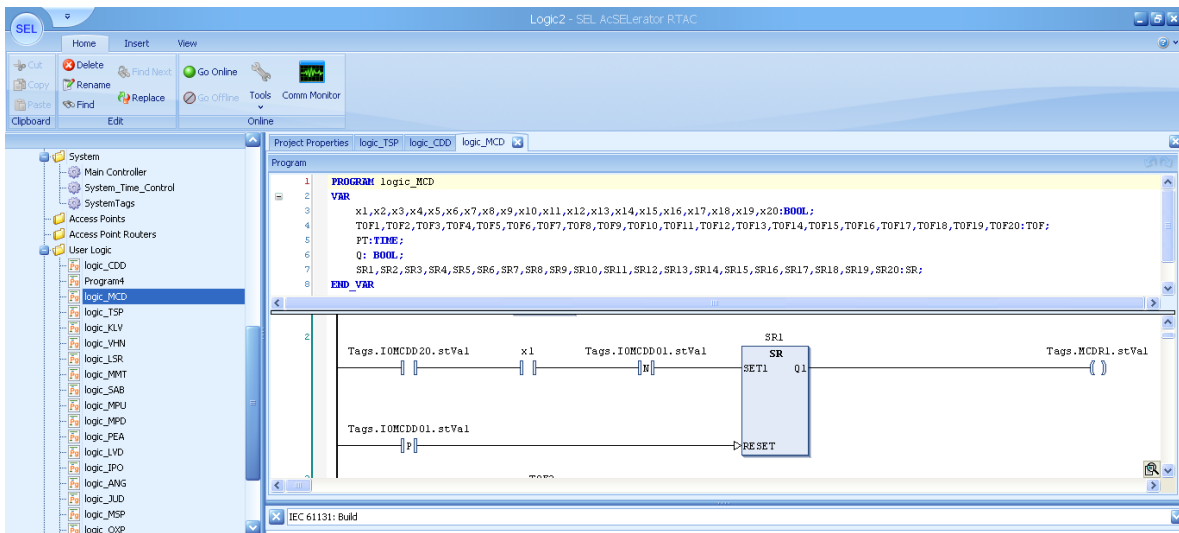 Logic2 - SEL AcSELerator RTAC
SEL
Home Insert View
Cut
Copy
Paste
Clipboard
Delete
Rename
Find
Find Next
Replace
Edit
Go Online
Go Offline
Tools
Comm Monitor
Online
System
Main Controller
System_Time_Control
SystemTags
Access Points
Access Point Routers
User Logic
logic_CDD
Program4
logic_MCD
logic_TSP
logic_KLV
logic_VHN
logic_LSR
logic_MMT
logic_SAB
logic_MPU
logic_MPD
logic_PEA
logic_LVD
logic_IPO
logic_ANG
logic_JUD
logic_MSP
logic_OXP
Project Properties logic_TSP logic_CDD logic_MCD
Program
1 PROGRAM logic_MCD
2 VAR
3 x1,x2,x3,x4,x5,x6,x7,x8,x9,x10,x11,x12,x13,x14,x15,x16,x17,x18,x19,x20:BOOL;
4 TOF1,TOF2,TOF3,TOF4,TOF5,TOF6,TOF7,TOF8,TOF9,TOF10,TOF11,TOF12,TOF13,TOF14,TOF15,TOF16,TOF17,TOF18,TOF19,TOF20:TOF;
5 PT:TIME;
6 Q: BOOL;
7 SR1,SR2,SR3,SR4,SR5,SR6,SR7,SR8,SR9,SR10,SR11,SR12,SR13,SR14,SR15,SR16,SR17,SR18,SR19,SR20:SR;
8 END_VAR
2
SR1
Tags.IOMCDD20.stVal x1 Tags.IOMCDD01.stVal SR Tags.MCDR1.stVal
N SET1 Q1
Tags.IOMCDD01.stVal
P RESET
IEC 61131: Build